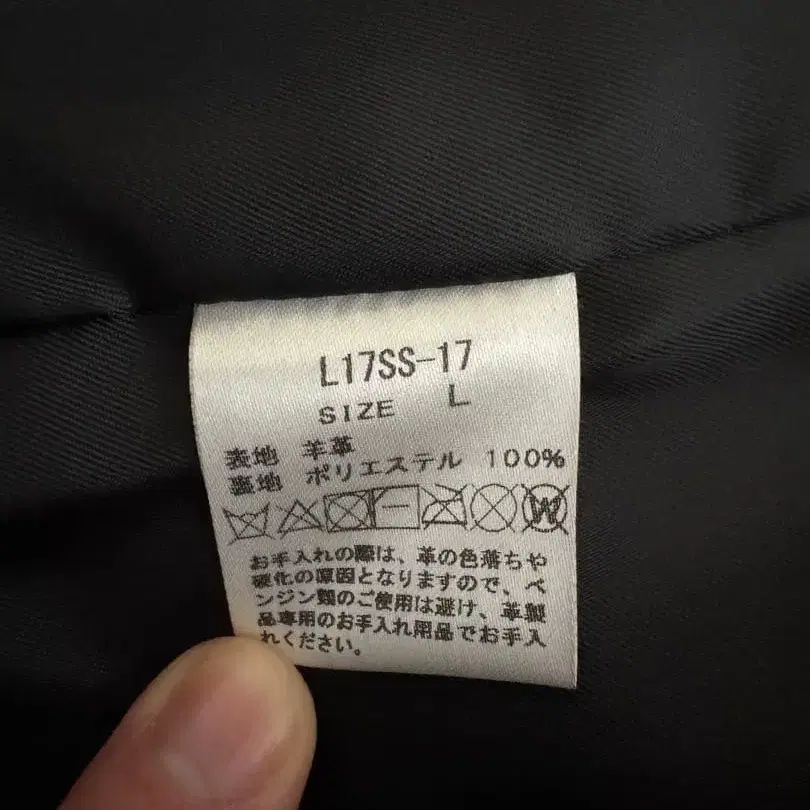 L17SS-17
SIZE L
表地 羊革
裏地 ポリエステル 100%
お手入れの際は、革の色落ちや
硬化の原因となりますので、ベ
ンジン類のご使用は避け、革製
品専用のお手入れ用品でお手入
れください。